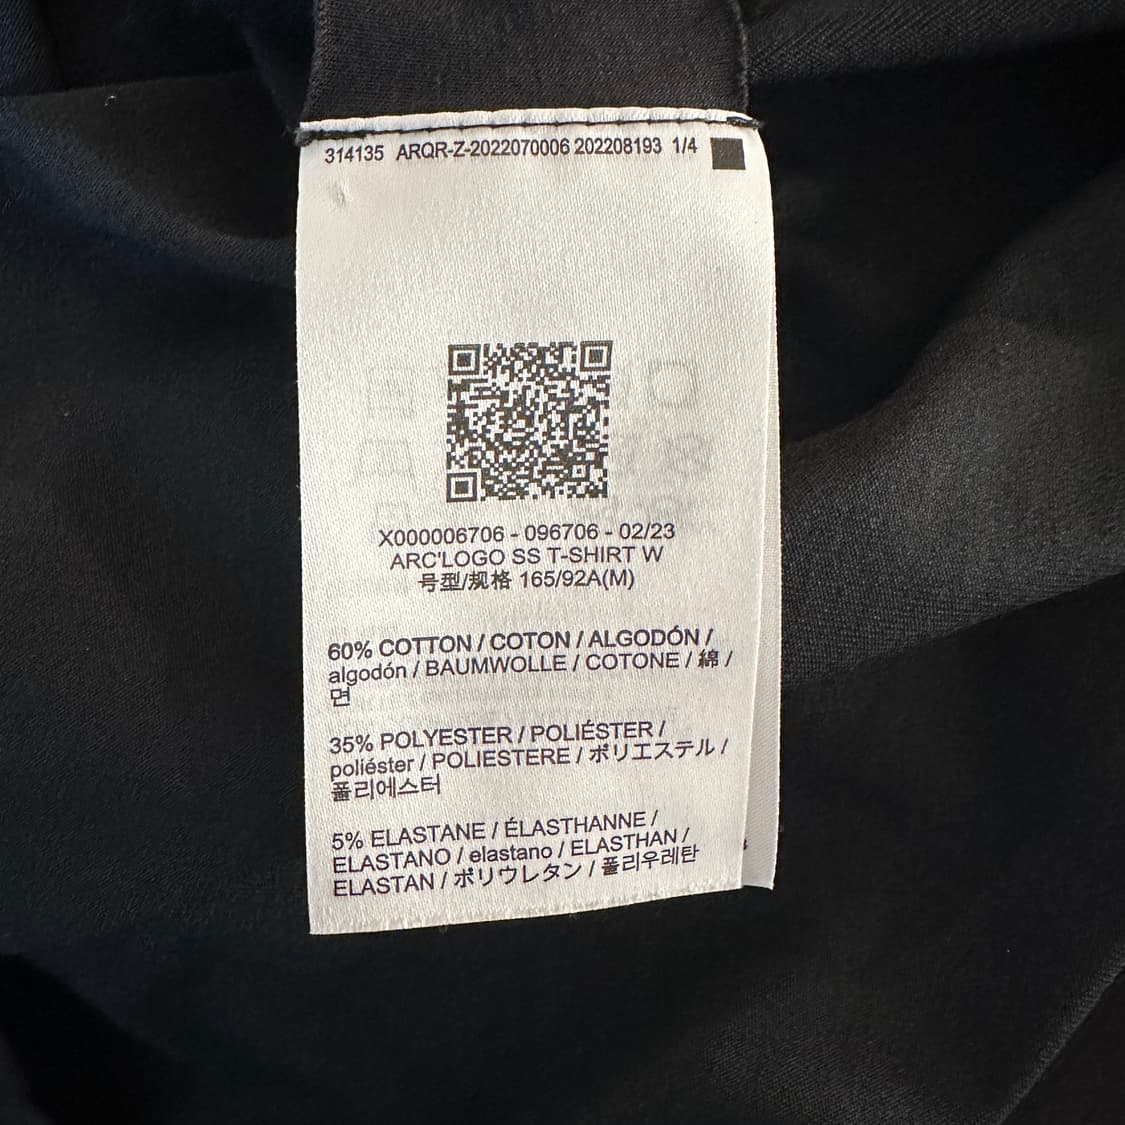 314135 ARQR-Z-2022070006 202208193 1/4
X000006706 - 096706 - 02/23
ARC'LOGO SS T-SHIRT W
号型/规格 165/92A(M)
60% COTTON / COTON / ALGODÓN /
algodón / BAUMWOLLE / COTONE / 綿 /
면
35% POLYESTER / POLIÉSTER /
poliéster / POLIESTERE / ポリエステル /
폴리에스터
5% ELASTANE / ÉLASTHANNE /
ELASTANO / elastano / ELASTHAN /
ELASTAN / ポリウレタン / 폴리우레탄